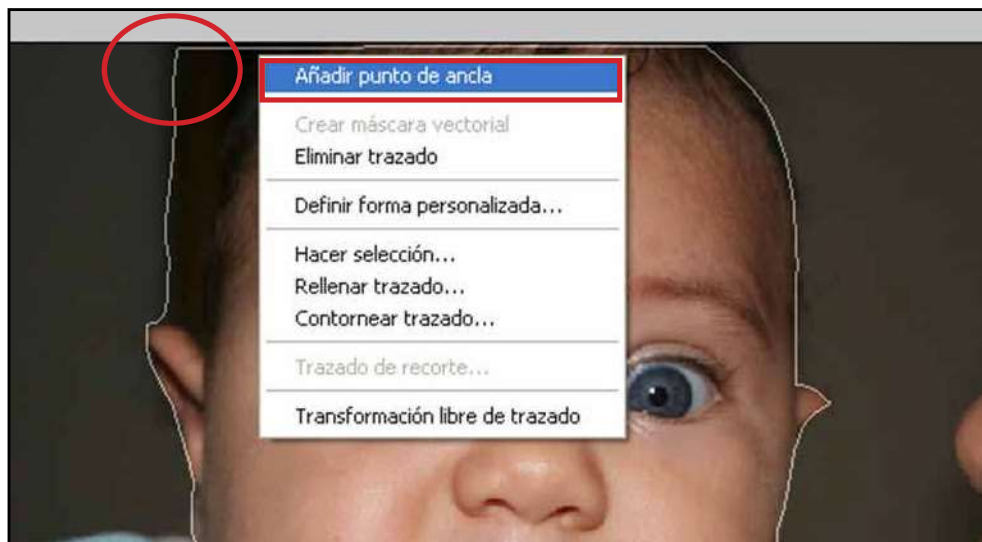 Añadir punto de ancla
Crear máscara vectorial
Eliminar trazado
Definir forma personalizada...
Hacer selección...
Rellenar trazado...
Contornear trazado...
Trazado de recorte...
Transformación libre de trazado